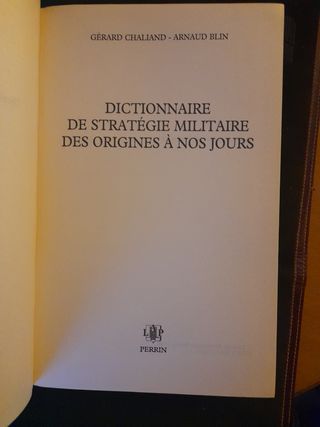 GÉRARD CHALIAND - ARNAUD BLIN
DICTIONNAIRE
DE STRATÉGIE MILITAIRE
DES ORIGINES À NOS JOURS
L P
PERRIN